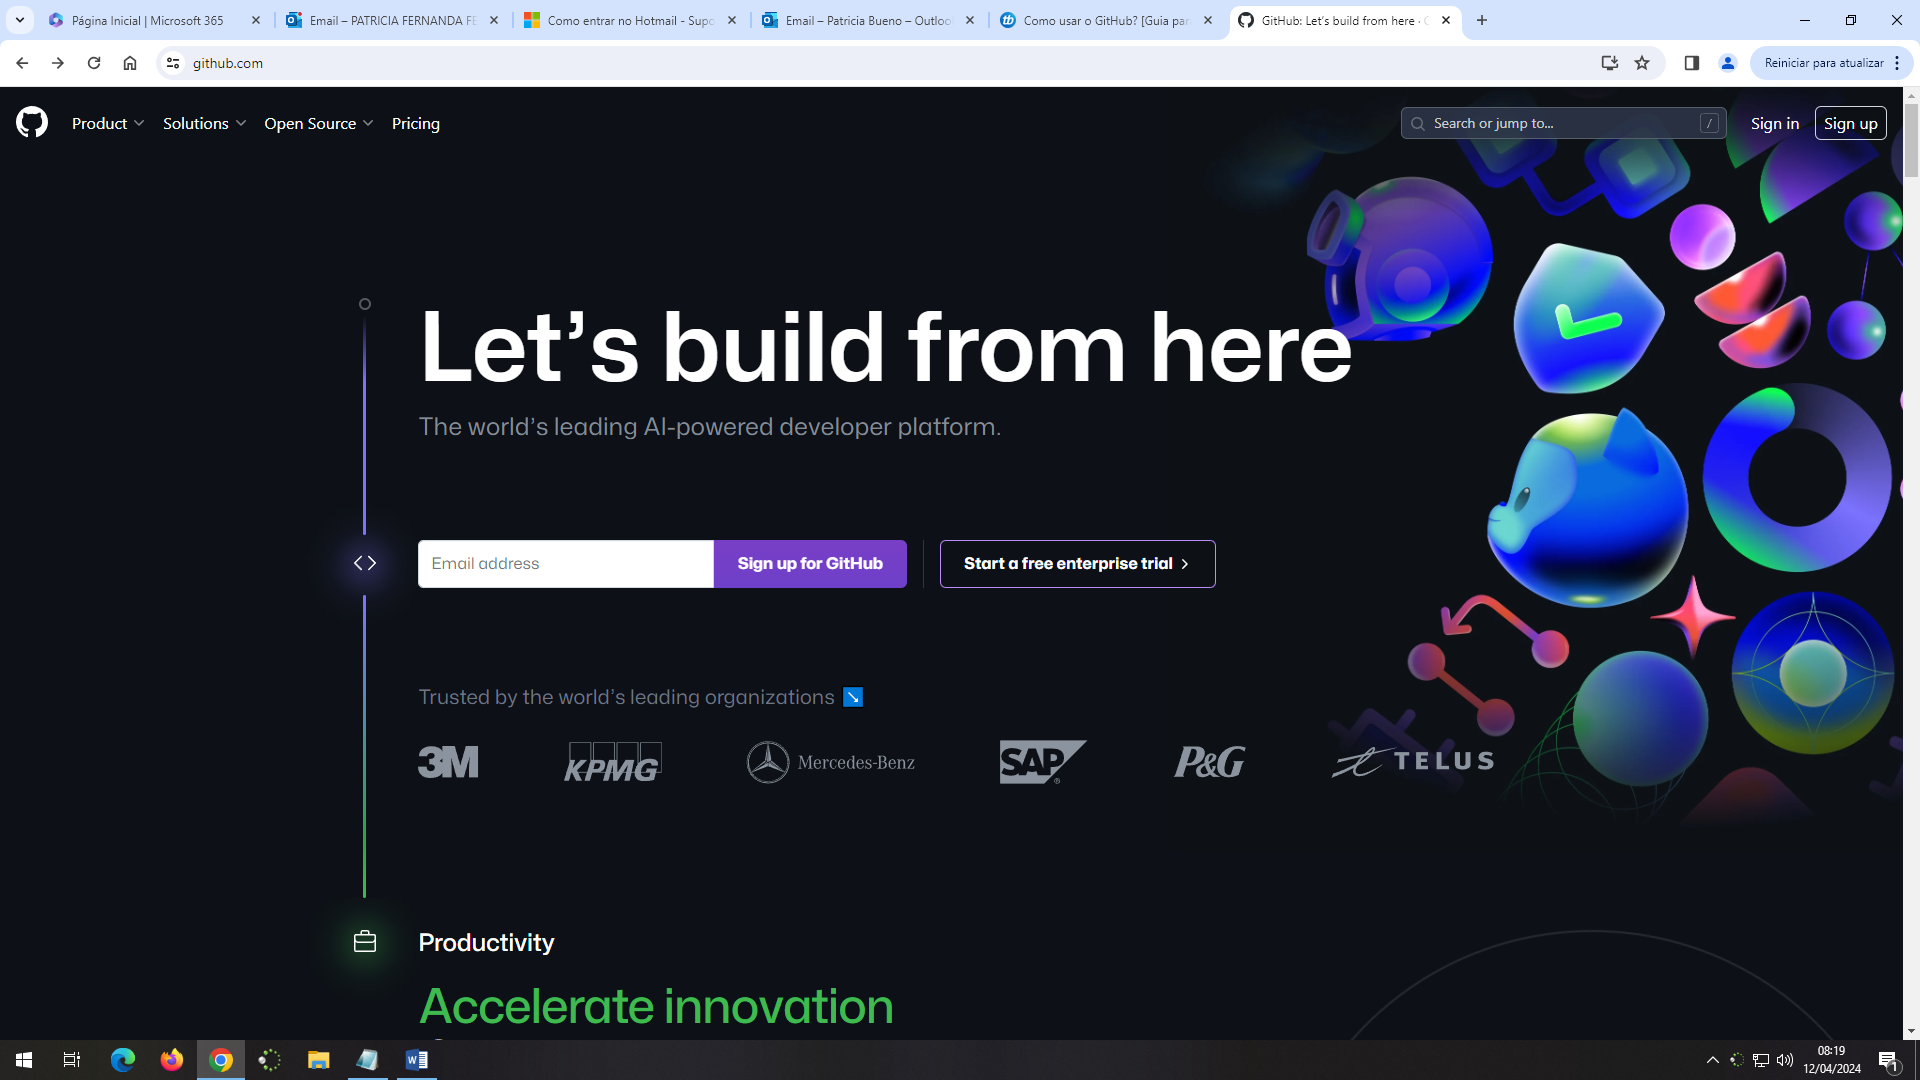 Página Inicial | Microsoft 365
Email – PATRICIA FERNANDA FE
Como entrar no Hotmail - Supo
Email – Patricia Bueno – Outloo
Como usar o GitHub? [Guia par
GitHub: Let's build from here · G
github.com
Reiniciar para atualizar
Product
Solutions
Open Source
Pricing
Search or jump to...
/
Sign in
Sign up
Let's build from here
The world's leading AI-powered developer platform.
Email address
Sign up for GitHub
Start a free enterprise trial
Trusted by the world's leading organizations
3M
KPMG
Mercedes-Benz
SAP
P&G
TELUS
Productivity
Accelerate innovation
08:19
12/04/2024
1